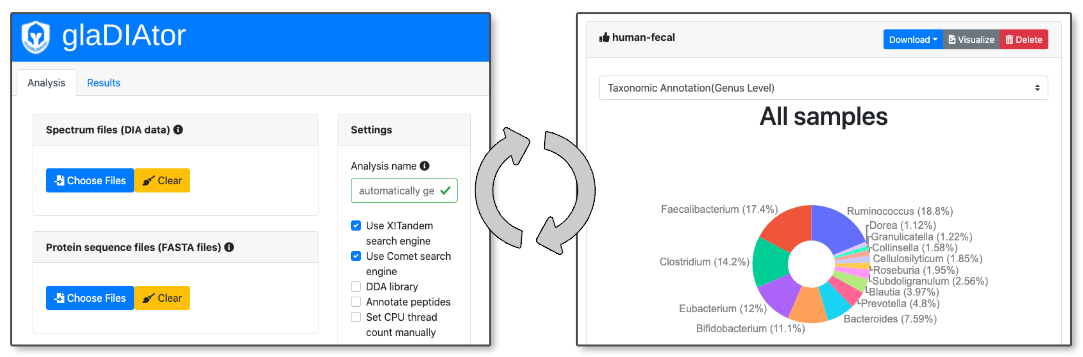 glaDIAtor
Analysis
Results
Spectrum files (DIA data)
Choose Files
Clear
Protein sequence files (FASTA files)
Choose Files
Clear
Settings
Analysis name
automatically ge
Use X!Tandem
search engine
Use Comet search
engine
DDA library
Annotate peptides
Set CPU thread
count manually
human-fecal
Download
Visualize
Delete
Taxonomic Annotation(Genus Level)
All samples
Faecalibacterium (17.4%)
Clostridium (14.2%)
Eubacterium (12%)
Bifidobacterium (11.1%)
Ruminococcus (18.8%)
Dorea (1.12%)
Granulicatella (1.22%)
Collinsella (1.58%)
Cellulosilyticum (1.85%)
Roseburia (1.95%)
Subdoligranulum (2.56%)
Blautia (3.97%)
Prevotella (4.8%)
Bacteroides (7.59%)